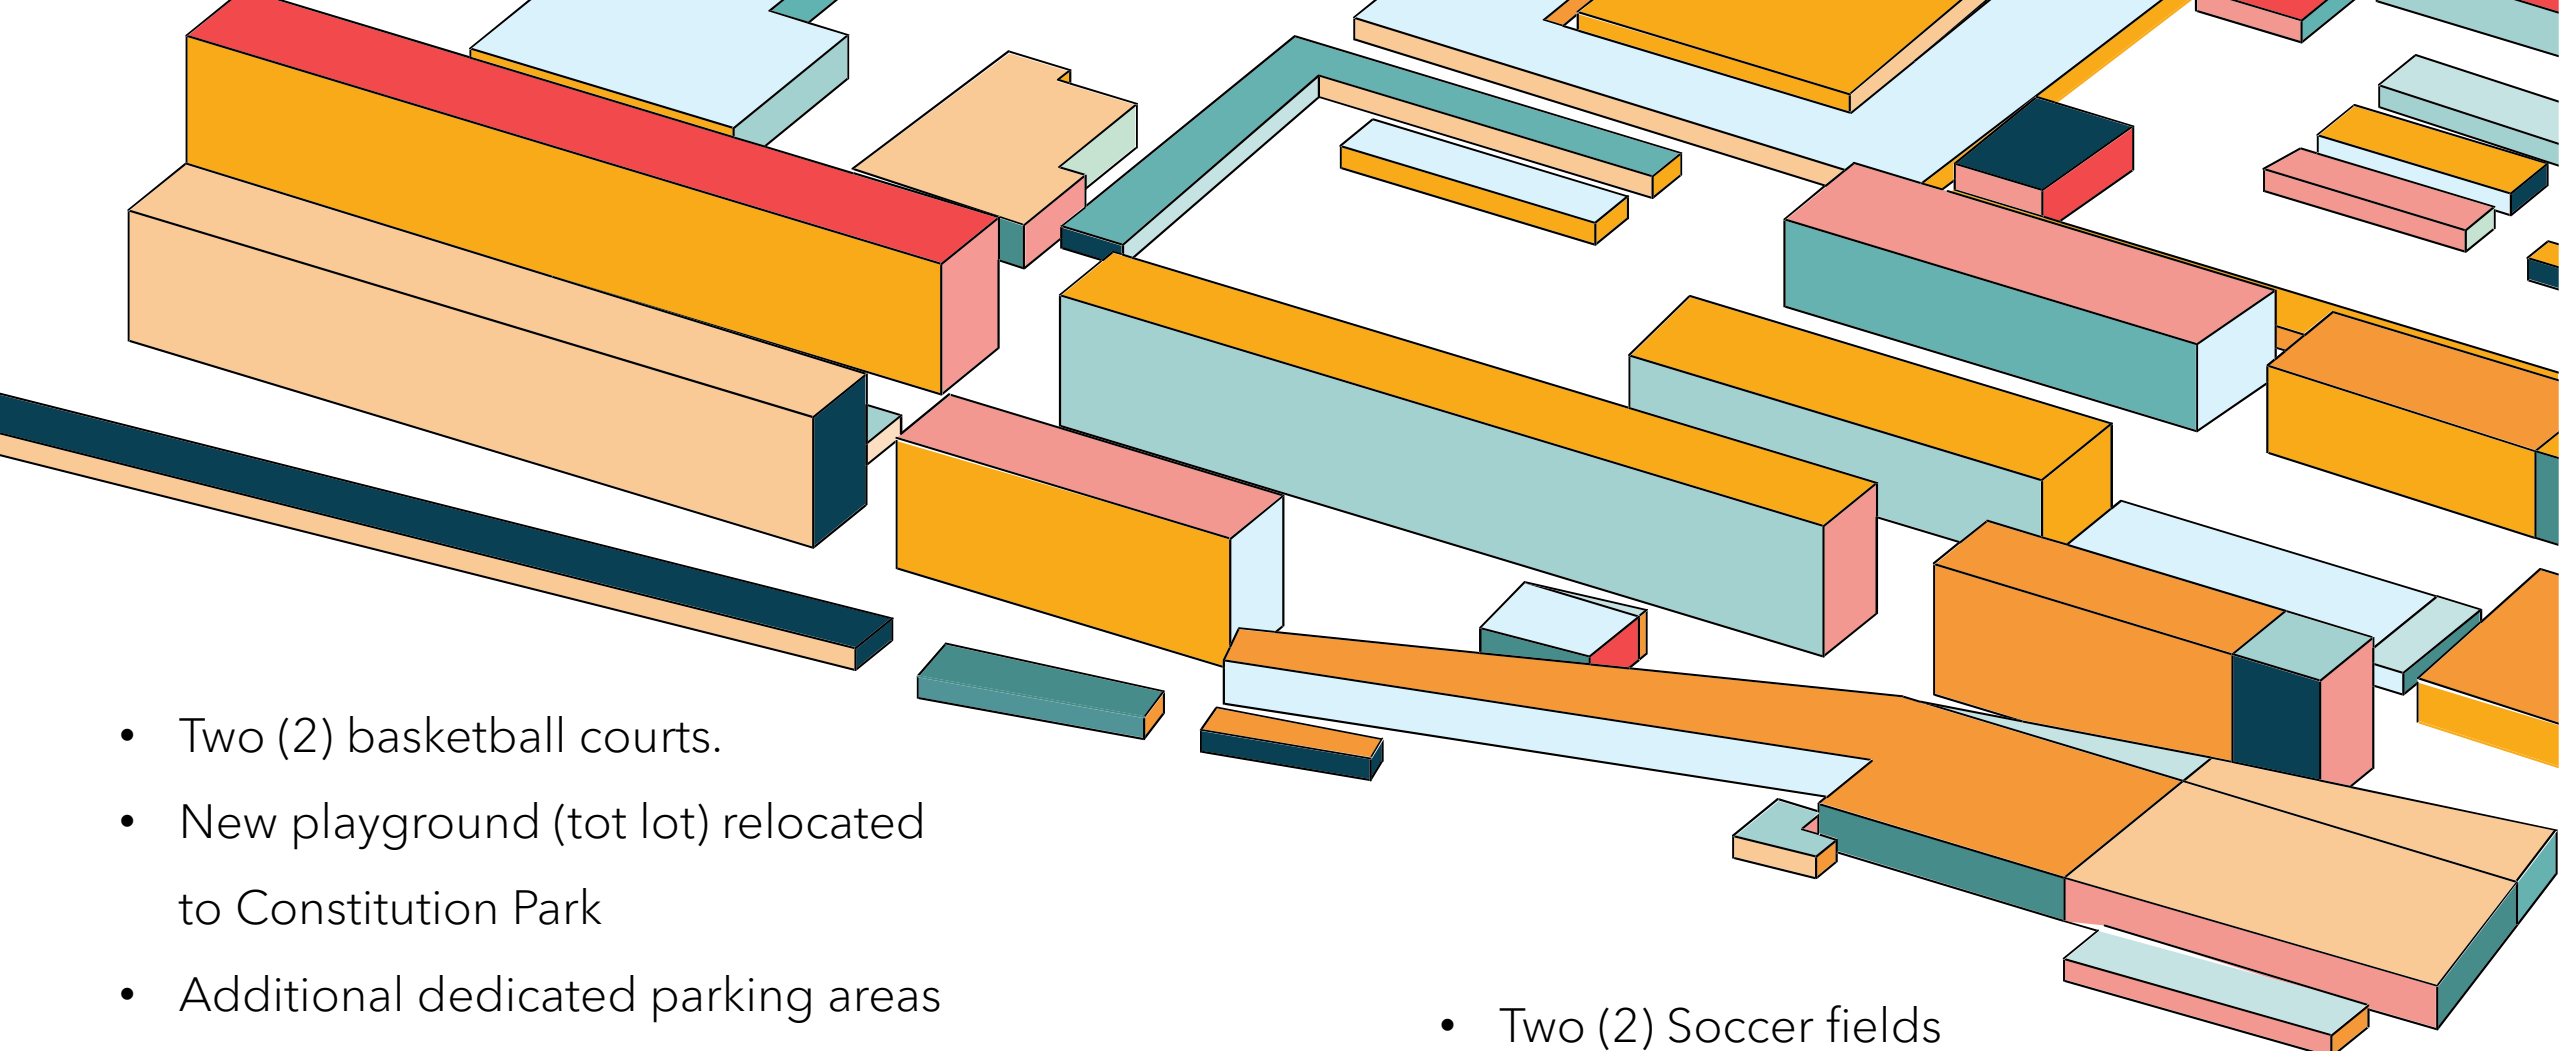 • Two (2) basketball courts.
• New playground (tot lot) relocated
to Constitution Park
• Additional dedicated parking areas
• Two (2) Soccer fields